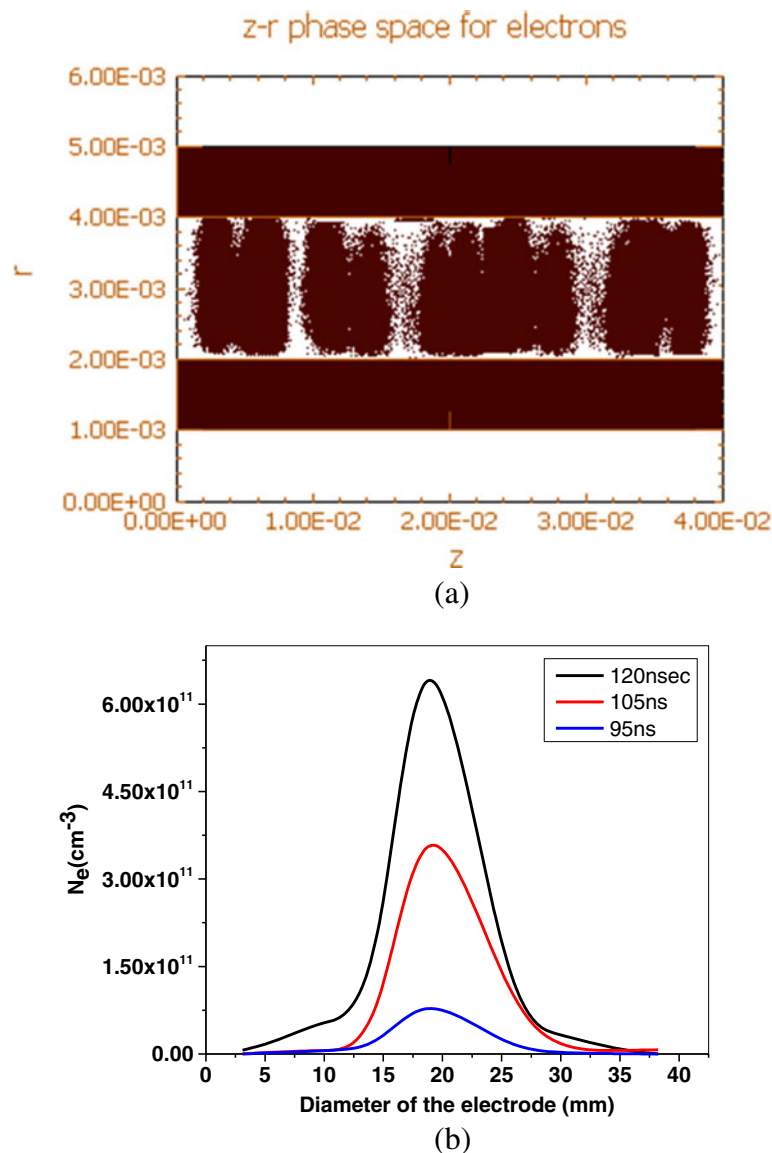 z-r phase space for electrons
6.00E-03
5.00E-03
4.00E-03
r
3.00E-03
2.00E-03
1.00E-03
0.00E+00
0.00E+00 1.00E-02 2.00E-02 3.00E-02 4.00E-02
z
(a)
120nsec
105ns
95ns
6.00x10¹¹
4.50x10¹¹
3.00x10¹¹
1.50x10¹¹
0.00
Ne(cm⁻³)
0 5 10 15 20 25 30 35 40
Diameter of the electrode (mm)
(b)